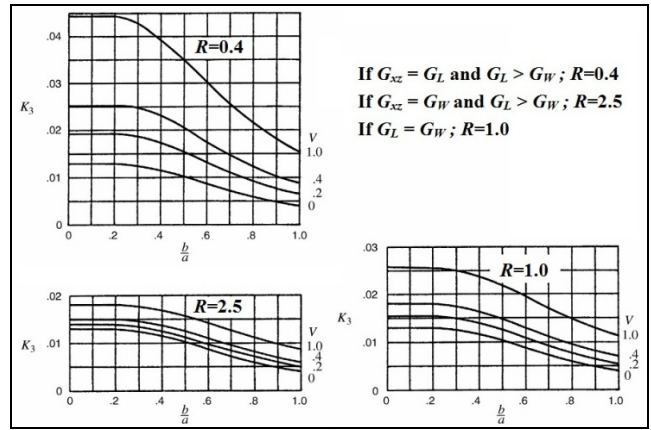 .04
R=0.4
.03
K3
.02
V
1.0
.01
.4
.2
0
0
0 .2 .4 .6 .8 1.0
b
a
If Gxz = GL and GL > GW ; R=0.4
If Gxz = GW and GL > GW ; R=2.5
If GL = GW ; R=1.0
.02
R=2.5
V
K3
.01
1.0
.4
.2
0
0
0 .2 .4 .6 .8 1.0
b
a
.03
R=1.0
.02
K3
V
1.0
.01
.4
.2
0
0
0 .2 .4 .6 .8 1.0
b
a